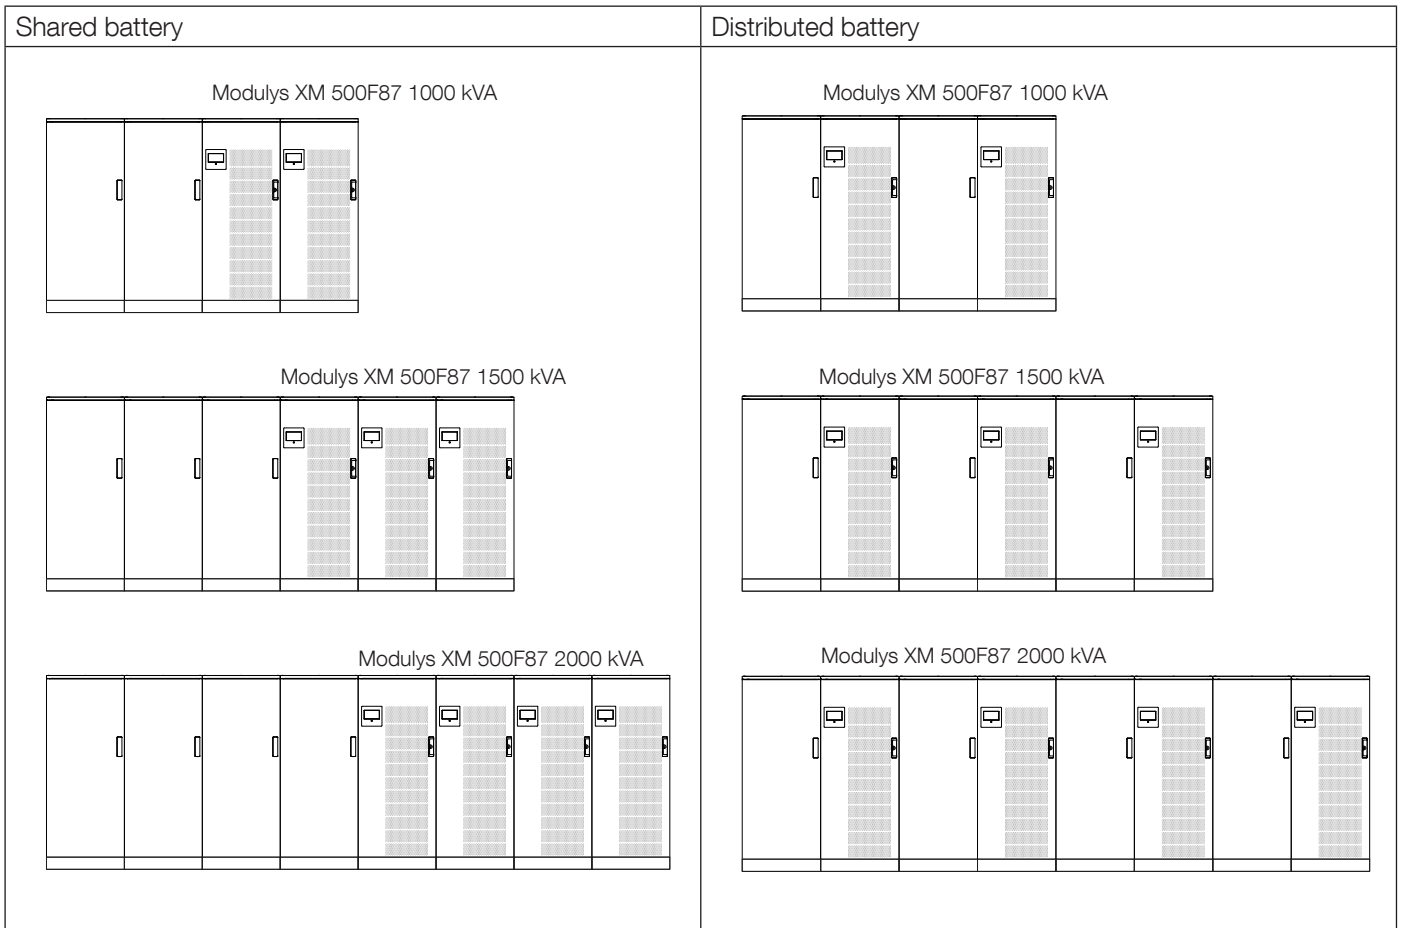 Shared battery
Distributed battery
Modulys XM 500F87 1000 kVA
Modulys XM 500F87 1000 kVA
Modulys XM 500F87 1500 kVA
Modulys XM 500F87 1500 kVA
Modulys XM 500F87 2000 kVA
Modulys XM 500F87 2000 kVA